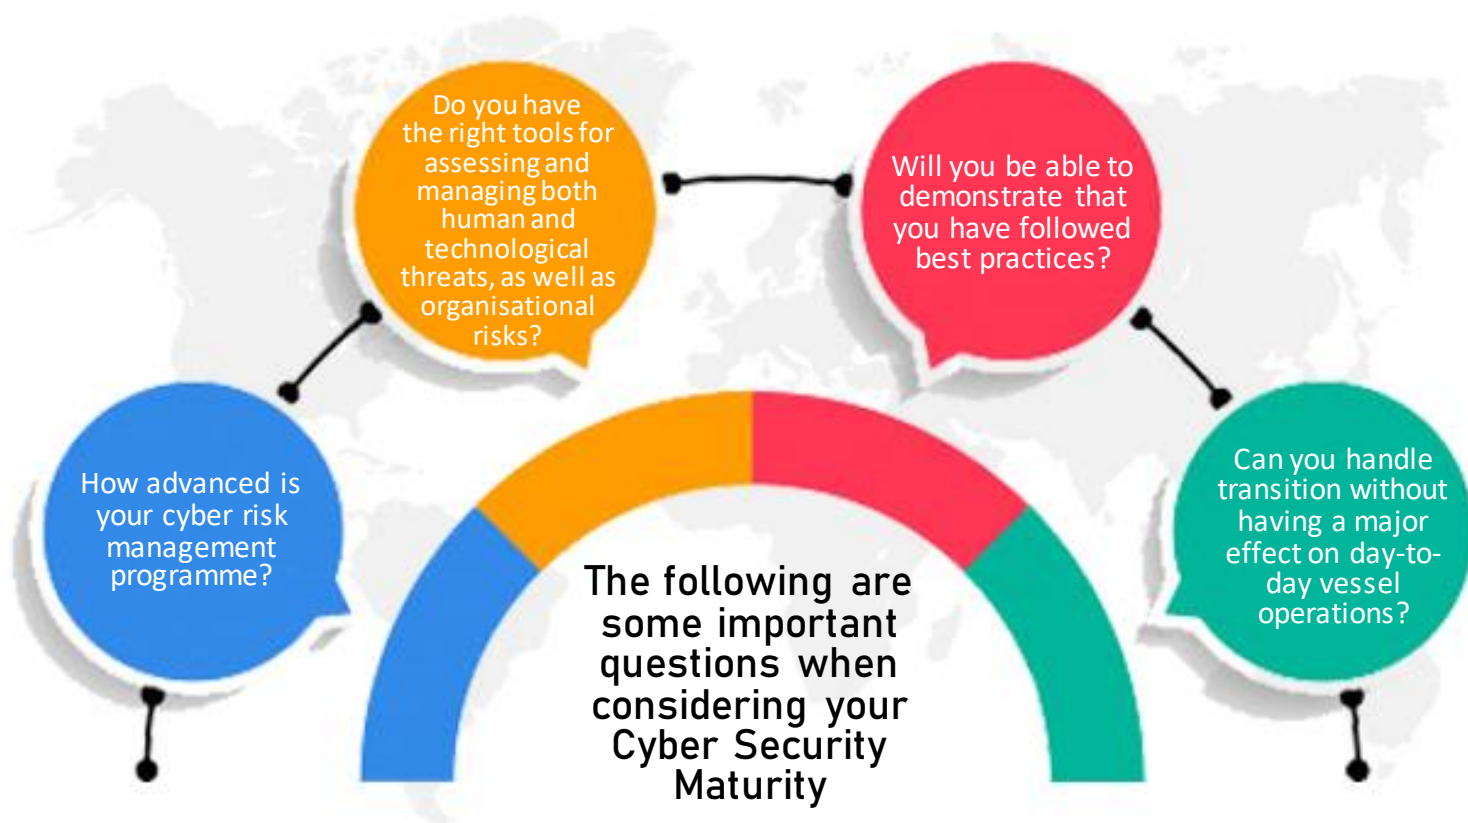 Do you have
the right tools for
assessing and
managing both
human and
technological
threats, as well as
organisational
risks?
Will you be able to
demonstrate that
you have followed
best practices?
How advanced is
your cyber risk
management
programme?
Can you handle
transition without
having a major
effect on day-to-
day vessel
operations?
The following are
some important
questions when
considering your
Cyber Security
Maturity